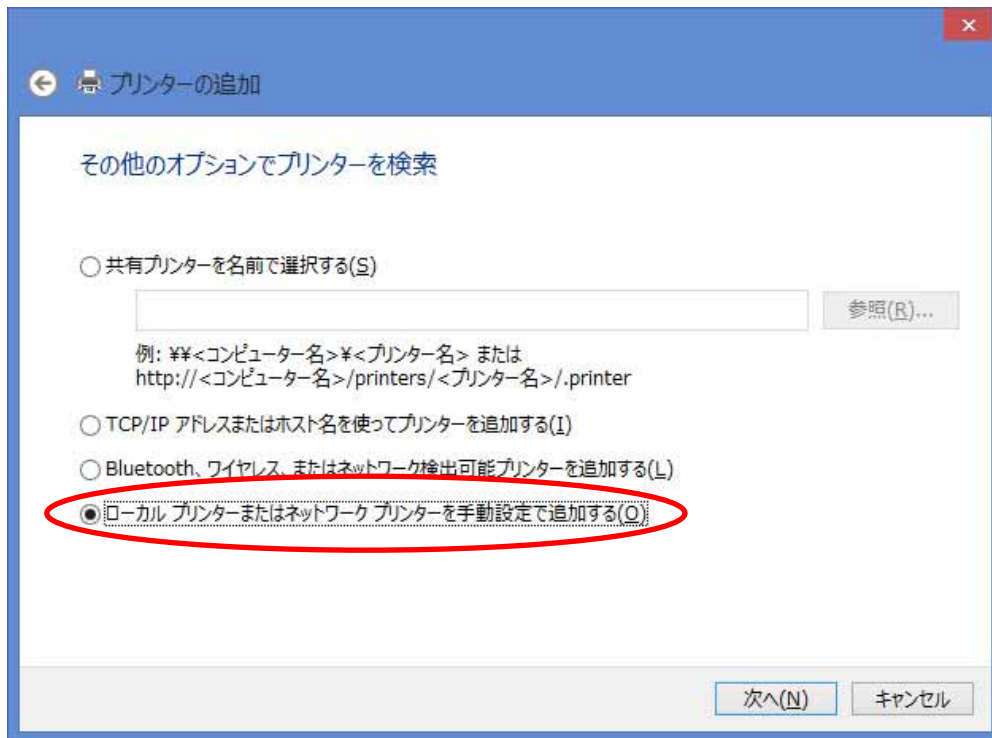 プリンターの追加
その他のオプションでプリンターを検索
共有プリンターを名前で選択する(S)
参照(R)...
例: ¥¥<コンピューター名>¥<プリンター名> または
http://<コンピューター名>/printers/<プリンター名>/.printer
TCP/IP アドレスまたはホスト名を使ってプリンターを追加する(I)
Bluetooth、ワイヤレス、またはネットワーク検出可能プリンターを追加する(L)
ローカル プリンターまたはネットワーク プリンターを手動設定で追加する(O)
次へ(N)
キャンセル